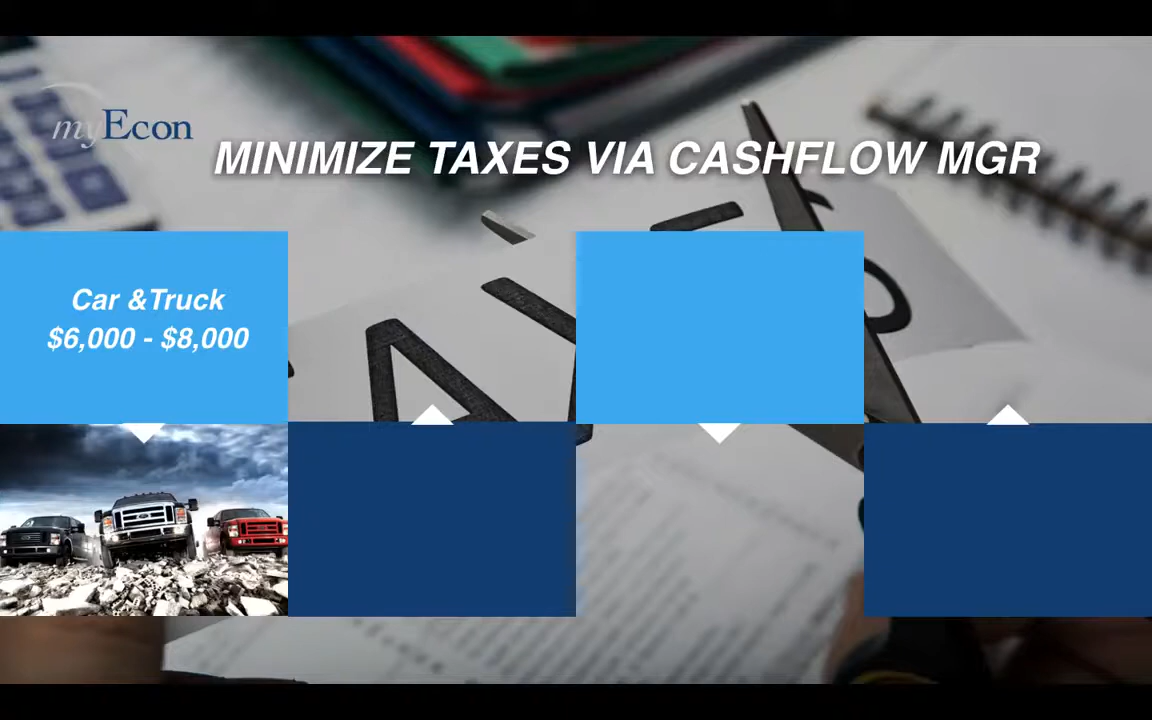 myEcon
MINIMIZE TAXES VIA CASHFLOW MGR
Car &Truck
$6,000 - $8,000